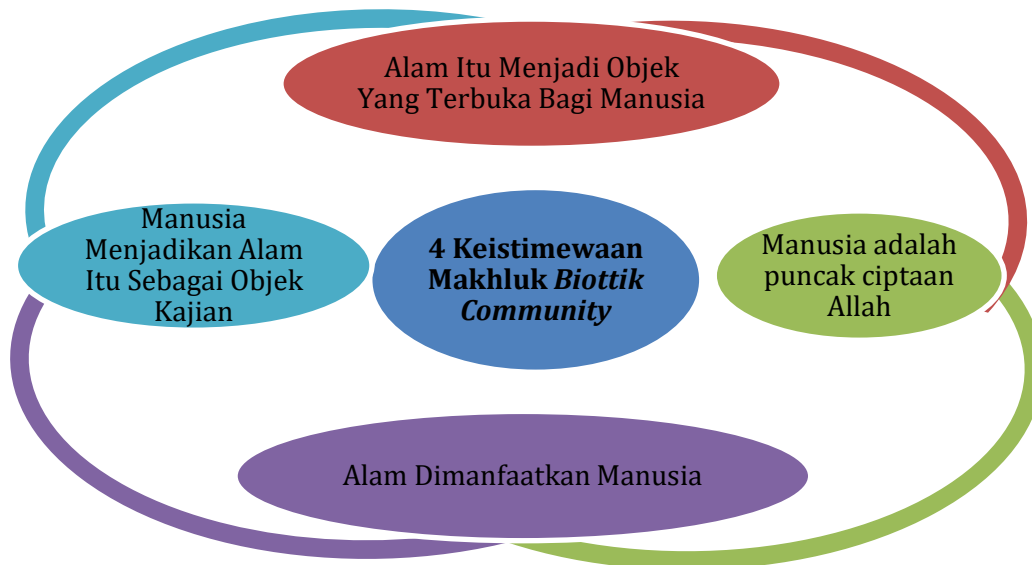 Alam Itu Menjadi Objek
Yang Terbuka Bagi Manusia
Manusia
Menjadikan Alam
Itu Sebagai Objek
Kajian
4 Keistimewaan
Makhluk Biottik
Community
Manusia adalah
puncak ciptaan
Allah
Alam Dimanfaatkan Manusia